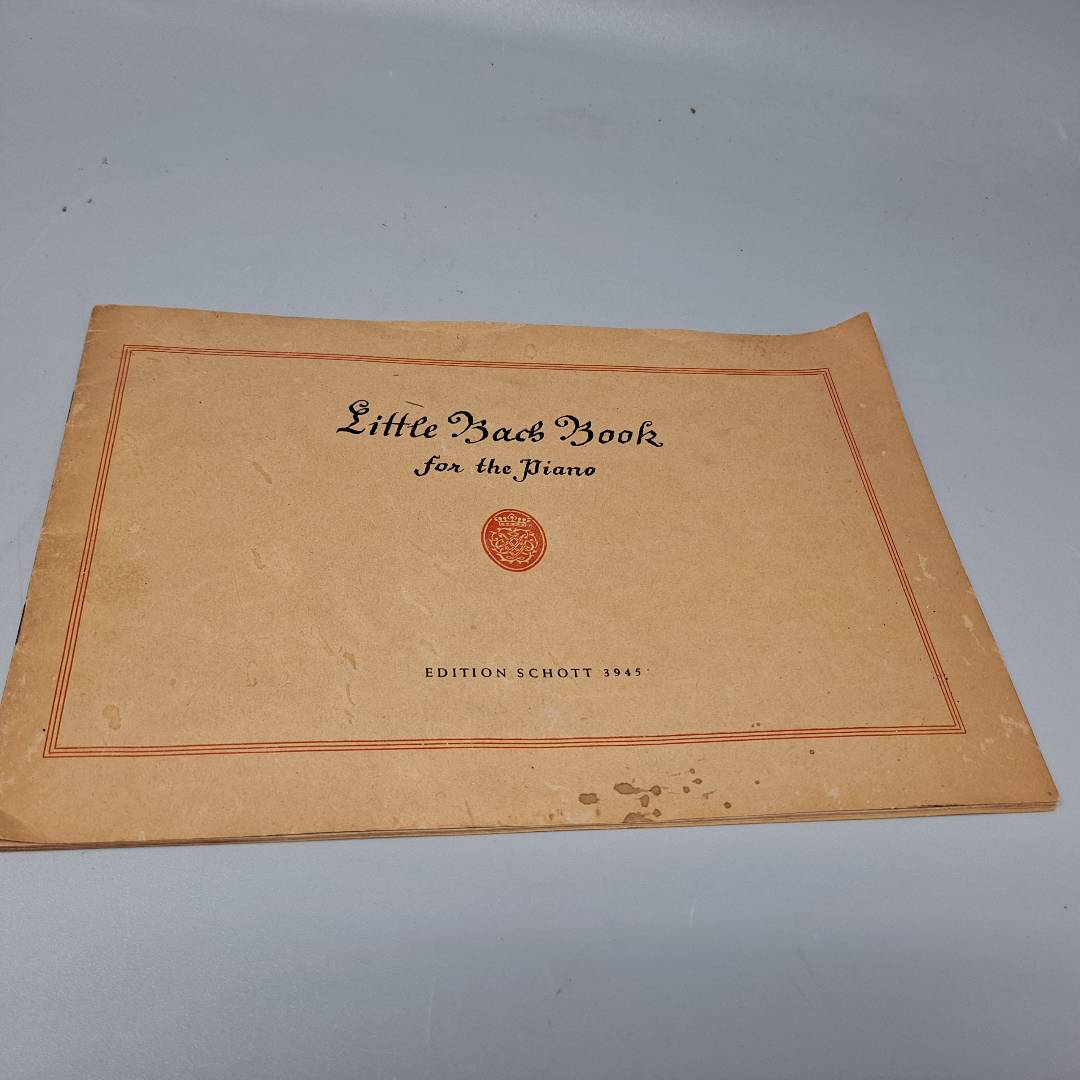 Little Bach Book
for the Piano
EDITION SCHOTT 3945